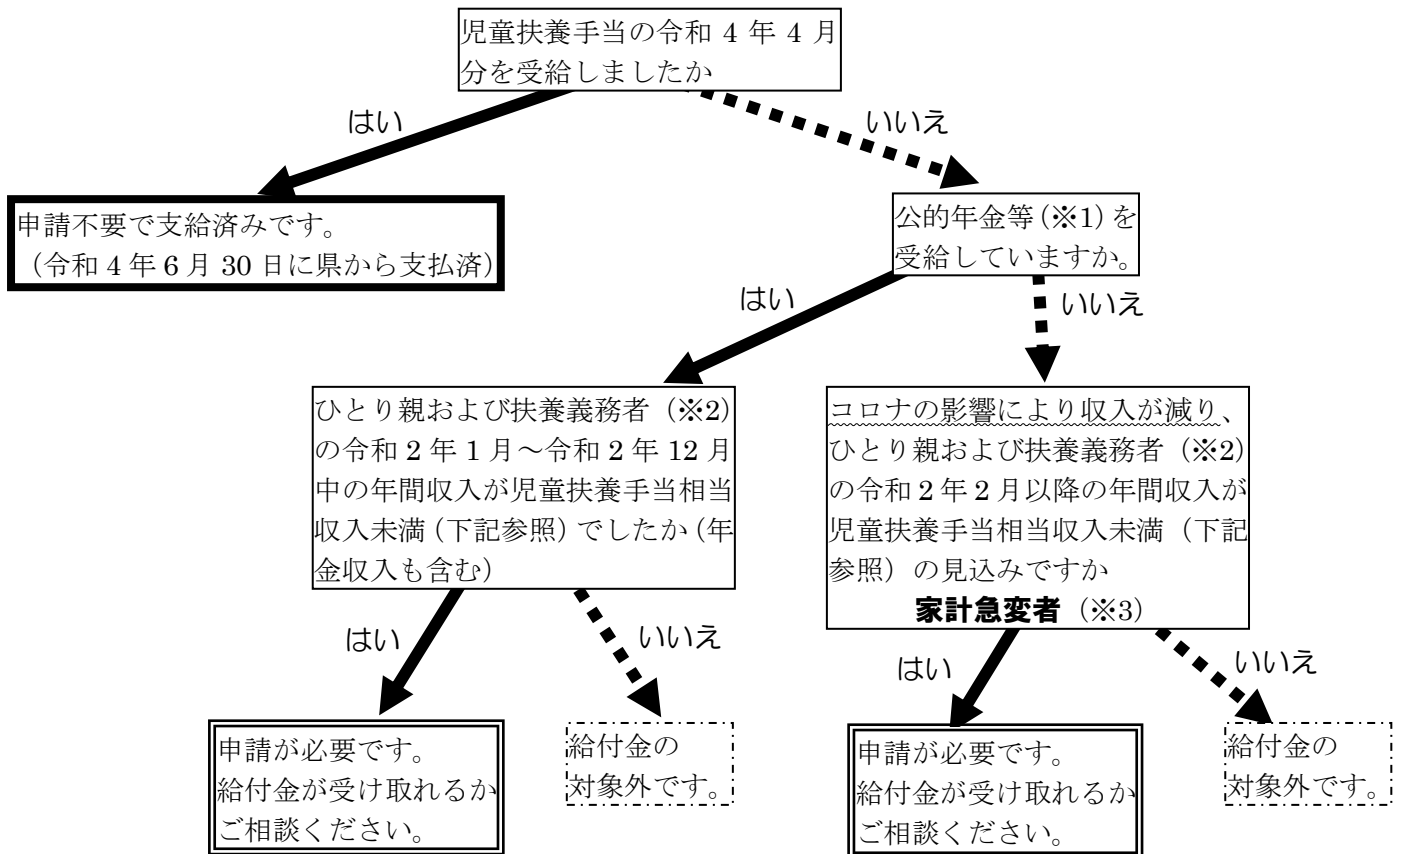 児童扶養手当の令和 4 年 4 月
分を受給しましたか
はい
いいえ
申請不要で支給済みです。
（令和 4 年 6 月 30 日に県から支払済）
公的年金等（※1）を
受給していますか。
はい
いいえ
ひとり親および扶養義務者（※2）
の令和 2 年 1 月～令和 2 年 12 月
中の年間収入が児童扶養手当相当
収入未満（下記参照）でしたか（年
金収入も含む）
コロナの影響により収入が減り、
ひとり親および扶養義務者（※2）
の令和 2 年 2 月以降の年間収入が
児童扶養手当相当収入未満（下記
参照）の見込みですか
家計急変者（※3）
はい
いいえ
はい
いいえ
申請が必要です。
給付金が受け取れるか
ご相談ください。
給付金の
対象外です。
申請が必要です。
給付金が受け取れるか
ご相談ください。
給付金の
対象外です。